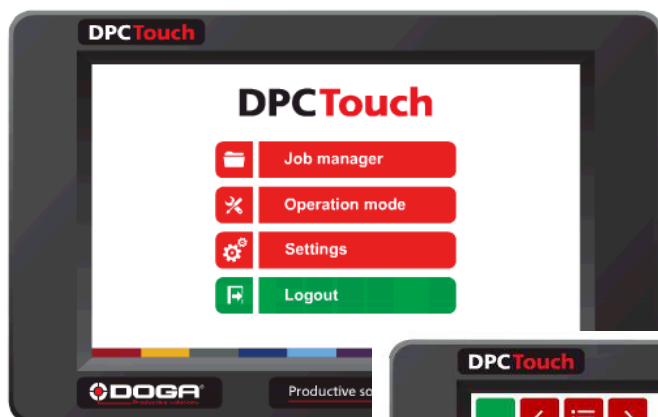 DPCTouch
DPCTouch
Job manager
Operation mode
Settings
Logout
DOGA
Productive so
DPCTouch